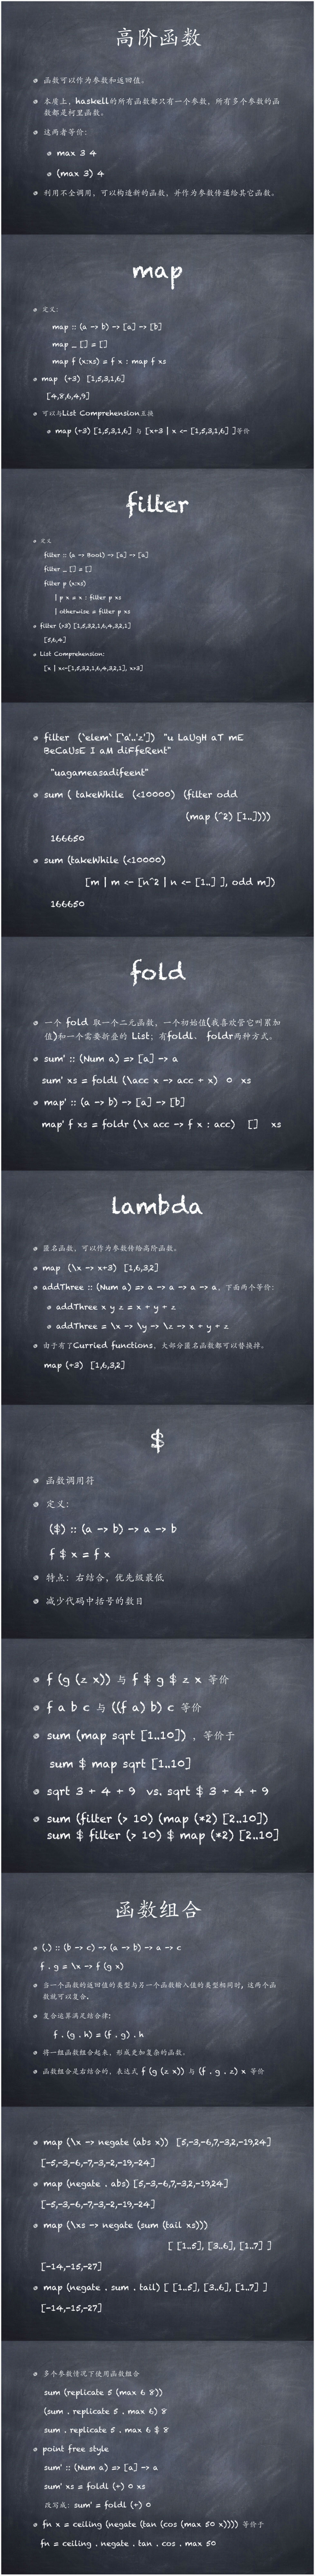 高阶函数
函数可以作为参数和返回值。
本质上，haskell的所有函数都只有一个参数，所有多个参数的函
数都是柯里函数。
这两者等价：
max 3 4
(max 3) 4
利用不全调用，可以构造新的函数，并作为参数传递给其它函数。
map
定义：
map :: (a -> b) -> [a] -> [b]
map _ [] = []
map f (x:xs) = f x : map f xs
map (+3) [1,5,3,1,6]
[4,8,6,4,9]
可以与List Comprehension互换
map (+3) [1,5,3,1,6] 与 [x+3 | x <- [1,5,3,1,6] ]等价
filter
定义
filter :: (a -> Bool) -> [a] -> [a]
filter _ [] = []
filter p (x:xs)
| p x = x : filter p xs
| otherwise = filter p xs
filter (>3) [1,5,3,2,1,6,4,3,2,1]
[5,6,4]
List Comprehension:
[x | x<-[1,5,3,2,1,6,4,3,2,1], x>3]
filter (`elem` ['a'..'z']) "u LaUgH aT mE
BeCaUsE I aM diFfeRent"
"uagameasadifeent"
sum ( takeWhile (<10000) (filter odd
(map (^2) [1..])))
166650
sum (takeWhile (<10000)
[m | m <- [n^2 | n <- [1..] ], odd m])
166650
fold
一个 fold 取一个二元函数，一个初始值(我喜欢管它叫累加
值)和一个需要折叠的 List；有foldl、 foldr两种方式。
sum' :: (Num a) => [a] -> a
sum' xs = foldl (\acc x -> acc + x) 0 xs
map' :: (a -> b) -> [a] -> [b]
map' f xs = foldr (\x acc -> f x : acc) [] xs
lambda
匿名函数，可以作为参数传给高阶函数。
map (\x -> x+3) [1,6,3,2]
addThree :: (Num a) => a -> a -> a -> a，下面两个等价：
addThree x y z = x + y + z
addThree = \x -> \y -> \z -> x + y + z
由于有了Curried functions，大部分匿名函数都可以替换掉。
map (+3) [1,6,3,2]
$
函数调用符
定义：
($) :: (a -> b) -> a -> b
f $ x = f x
特点：右结合，优先级最低
减少代码中括号的数目
f (g (z x)) 与 f $ g $ z x 等价
f a b c 与 ((f a) b) c 等价
sum (map sqrt [1..10]) ，等价于
sum $ map sqrt [1..10]
sqrt 3 + 4 + 9 vs. sqrt $ 3 + 4 + 9
sum (filter (> 10) (map (*2) [2..10])
sum $ filter (> 10) $ map (*2) [2..10]
函数组合
(.) :: (b -> c) -> (a -> b) -> a -> c
f . g = \x -> f (g x)
当一个函数的返回值的类型与另一个函数输入值的类型相同时，这两个函
数就可以复合.
复合运算满足结合律：
f . (g . h) = (f . g) . h
将一组函数组合起来，形成更加复杂的函数。
函数组合是右结合的，表达式 f (g (z x)) 与 (f . g . z) x 等价
map (\x -> negate (abs x)) [5,-3,-6,7,-3,2,-19,24]
[-5,-3,-6,-7,-3,-2,-19,-24]
map (negate . abs) [5,-3,-6,7,-3,2,-19,24]
[-5,-3,-6,-7,-3,-2,-19,-24]
map (\xs -> negate (sum (tail xs)))
[ [1..5], [3..6], [1..7] ]
[-14,-15,-27]
map (negate . sum . tail) [ [1..5], [3..6], [1..7] ]
[-14,-15,-27]
多个参数情况下使用函数组合
sum (replicate 5 (max 6 8))
(sum . replicate 5 . max 6) 8
sum . replicate 5 . max 6 $ 8
point free style
sum' :: (Num a) => [a] -> a
sum' xs = foldl (+) 0 xs
改写成：sum' = foldl (+) 0
fn x = ceiling (negate (tan (cos (max 50 x)))) 等价于
fn = ceiling . negate . tan . cos . max 50